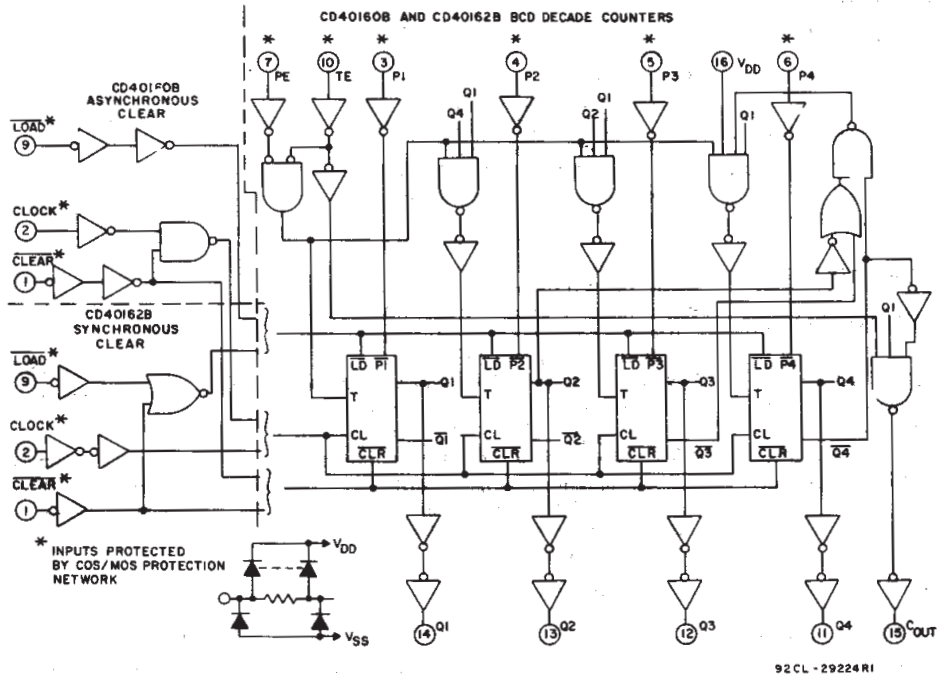 CD40160B AND CD40162B BCD DECADE COUNTERS
* * * * * *
7 10 3 4 5 16 VDD 6
PE TE P1 P2 P3 P4
CD40160B
ASYNCHRONOUS
CLEAR
LOAD*
9
Q1
Q4
Q1
Q2
Q1
CLOCK*
2
CLEAR*
1
CD40162B
SYNCHRONOUS
CLEAR
LOAD*
9
Q1
LD P1 LD P2 LD P3 LD P4
T Q1 T Q2 T Q3 T Q4
CLOCK*
2
CL Q1 CL Q2 CL Q3 CL Q4
CLR CLR CLR CLR
CLEAR*
1
* INPUTS PROTECTED
BY COS/MOS PROTECTION
NETWORK
VDD
VSS
14 Q1 13 Q2 12 Q3 11 Q4 15 COUT
92CL-29224R1